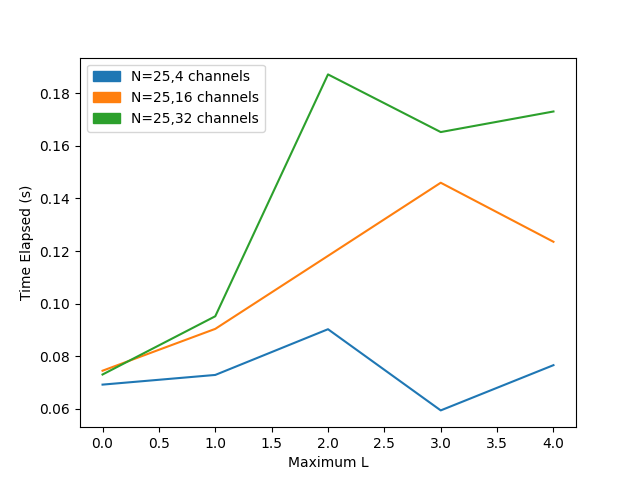 N=25,4 channels
N=25,16 channels
N=25,32 channels
0.18
0.16
0.14
0.12
0.10
0.08
0.06
Time Elapsed (s)
0.0 0.5 1.0 1.5 2.0 2.5 3.0 3.5 4.0
Maximum L